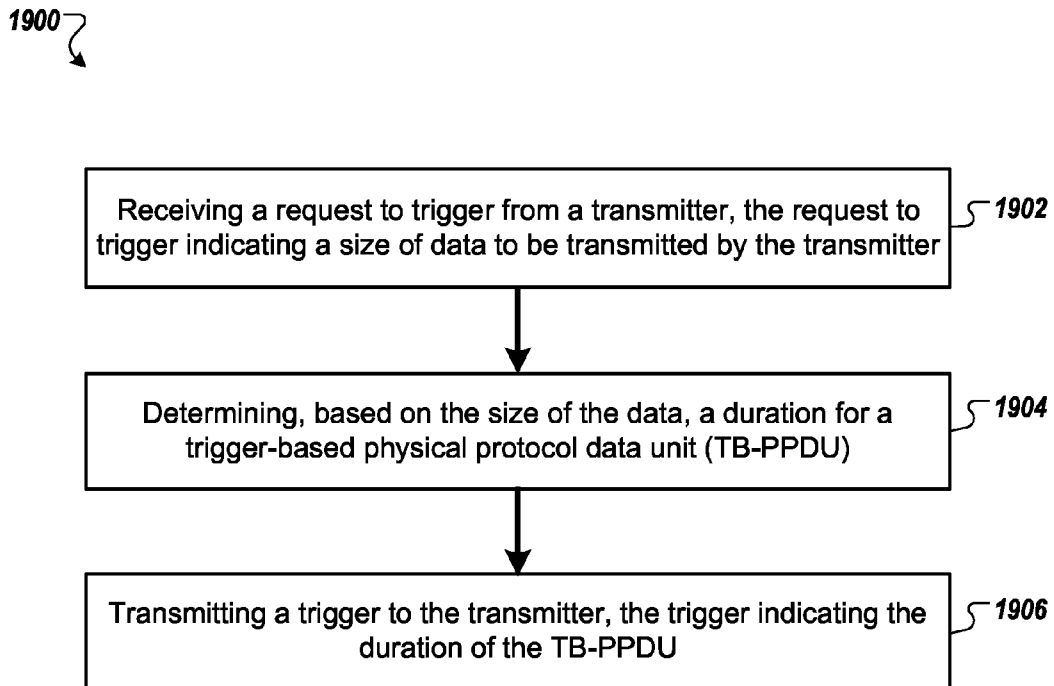 1900
Receiving a request to trigger from a transmitter, the request to
trigger indicating a size of data to be transmitted by the transmitter
1902
Determining, based on the size of the data, a duration for a
trigger-based physical protocol data unit (TB-PPDU)
1904
Transmitting a trigger to the transmitter, the trigger indicating the
duration of the TB-PPDU
1906